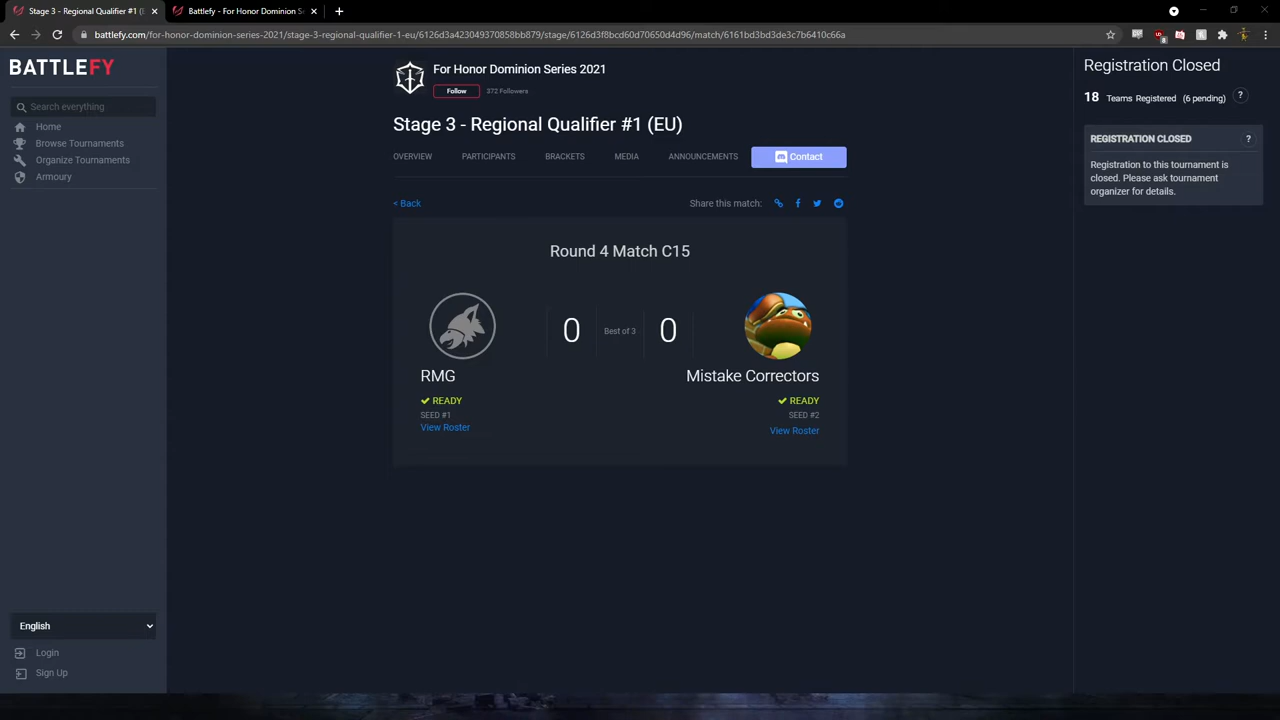 Stage 3 - Regional Qualifier #1 (E
Battlefy - For Honor Dominion Se
battlefy.com/for-honor-dominion-series-2021/stage-3-regional-qualifier-1-eu/6126d3a423049370858bb879/stage/6126d3f8bcd60d70650d4d96/match/6161bd3bd3de3c7b6410c66a
BATTLEFY
Search everything
Home
Browse Tournaments
Organize Tournaments
Armoury
English
Login
Sign Up
For Honor Dominion Series 2021
Follow 372 Followers
Stage 3 - Regional Qualifier #1 (EU)
OVERVIEW PARTICIPANTS BRACKETS MEDIA ANNOUNCEMENTS Contact
< Back Share this match:
Round 4 Match C15
0 Best of 3 0
RMG Mistake Correctors
READY READY
SEED #1 SEED #2
View Roster View Roster
Registration Closed
18 Teams Registered (6 pending) ?
REGISTRATION CLOSED ?
Registration to this tournament is
closed. Please ask tournament
organizer for details.